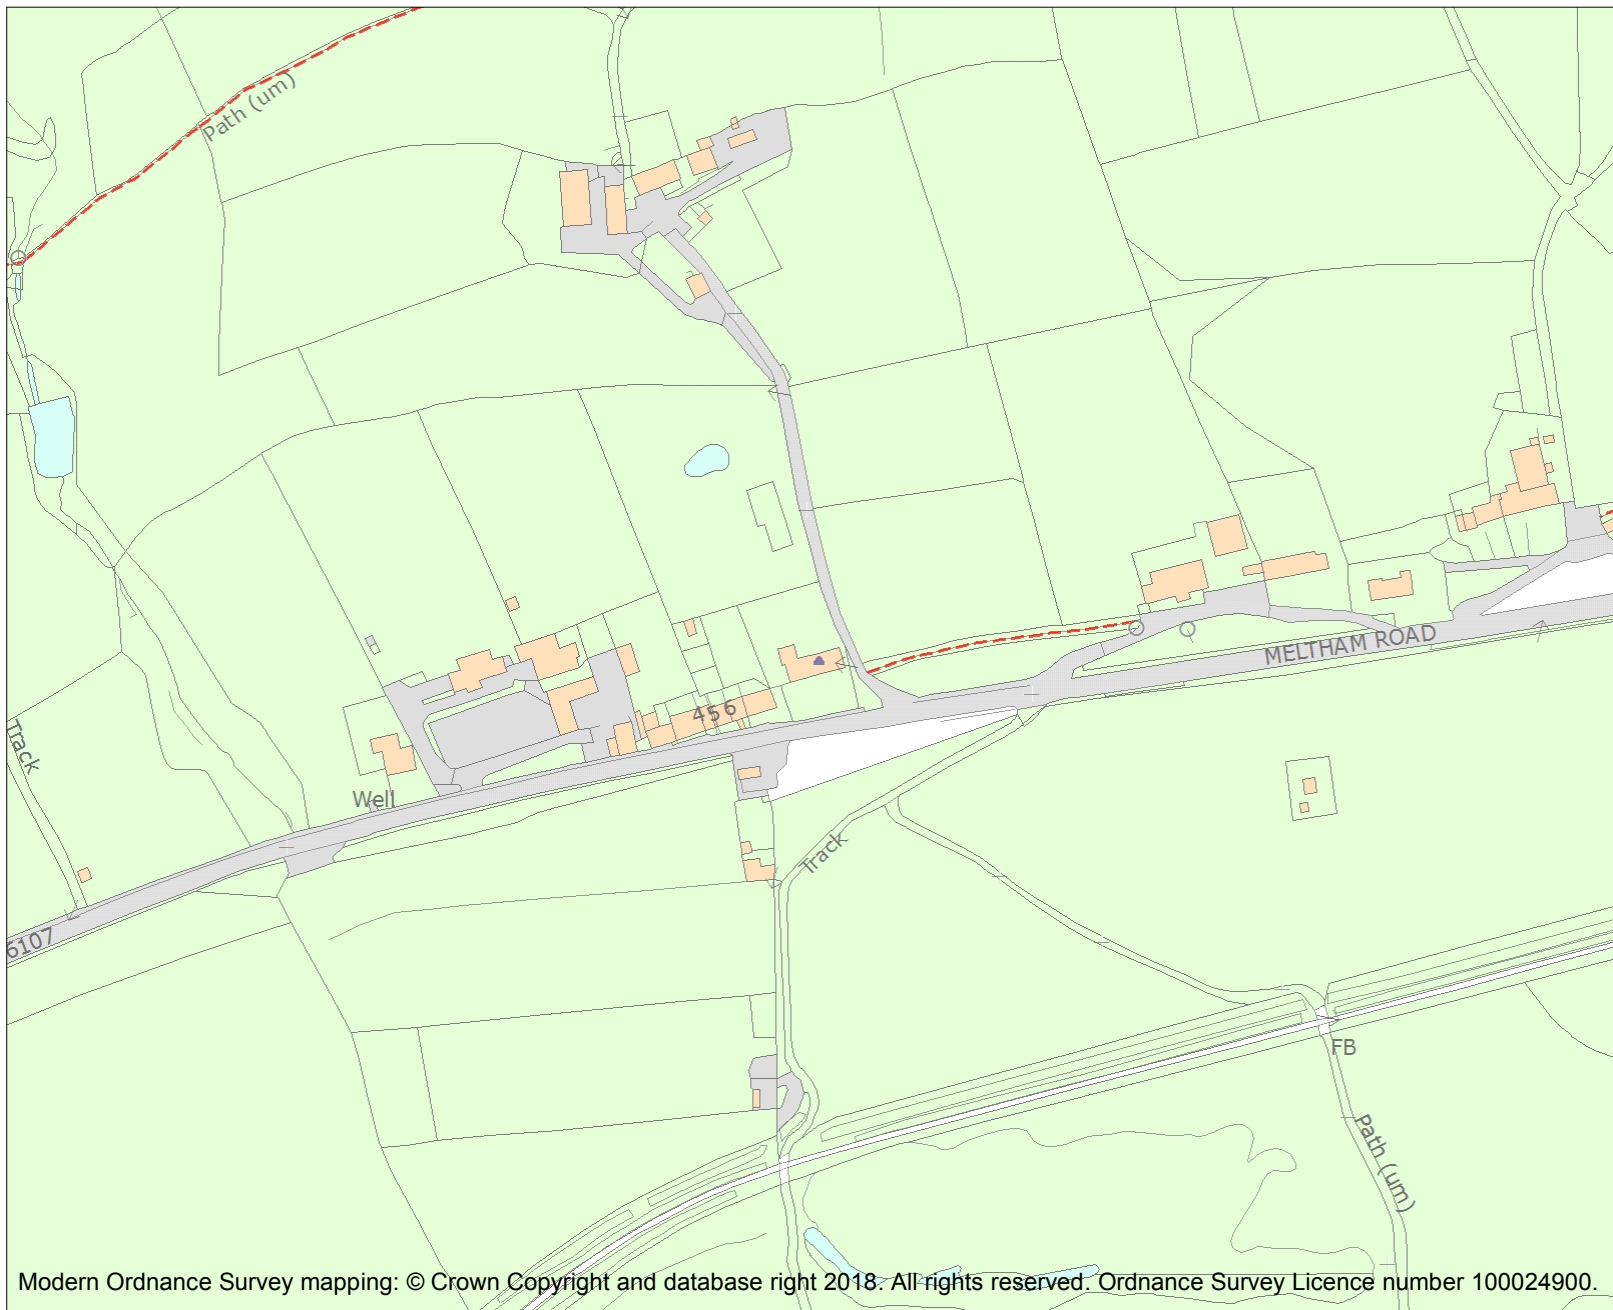 Path (um)
MELTHAM ROAD
456
Track
Well
Track
6107
FB
Path (um)
Modern Ordnance Survey mapping: © Crown Copyright and database right 2018. All rights reserved. Ordnance Survey Licence number 100024900.